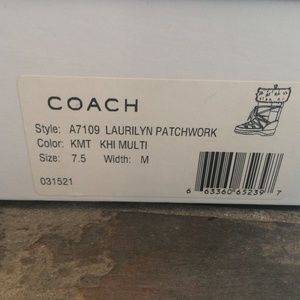 COACH
Style: A7109 LAURILYN PATCHWORK
Color: KMT KHI MULTI
Size: 7.5 Width: M
031521
6 63360 65239 7